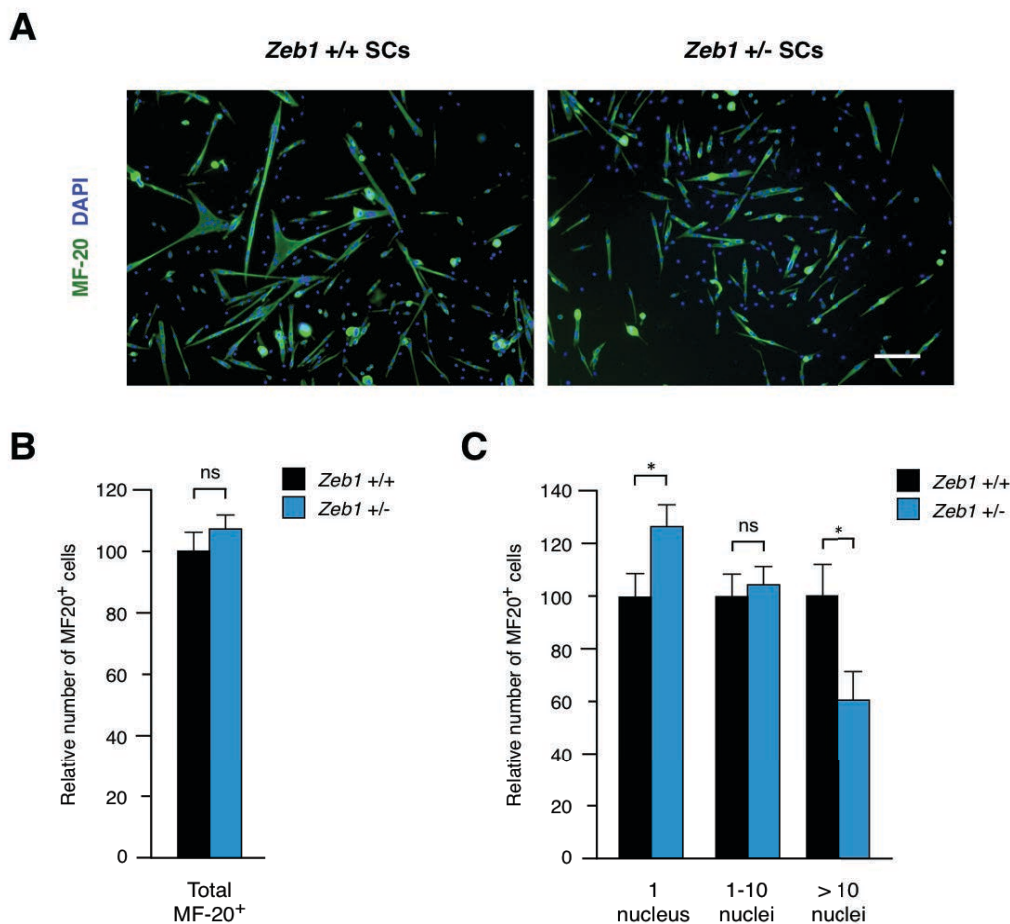 A
Zeb1 +/+ SCs
Zeb1 +/- SCs
MF-20 DAPI
B
Relative number of MF20+ cells
120
100
80
60
40
20
0
ns
Zeb1 +/+
Zeb1 +/-
Total
MF-20+
C
Relative number of MF20+ cells
140
120
100
80
60
40
20
0
*
ns
*
Zeb1 +/+
Zeb1 +/-
1
nucleus
1-10
nuclei
> 10
nuclei